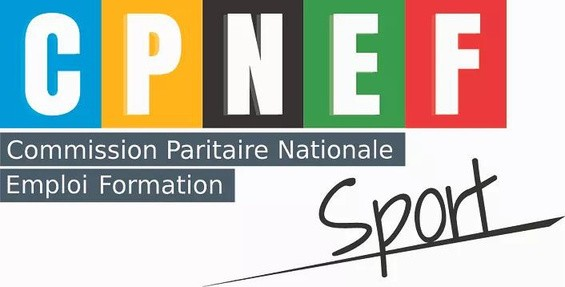 CPNEF
Commission Paritaire Nationale
Emploi Formation
Sport